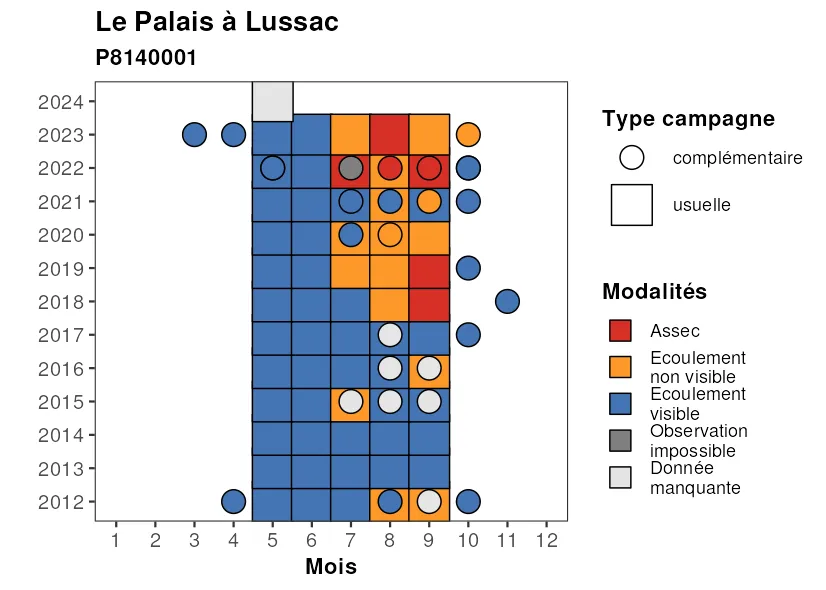 Le Palais à Lussac
P8140001
2024
2023
2022
2021
2020
2019
2018
2017
2016
2015
2014
2013
2012
1 2 3 4 5 6 7 8 9 10 11 12
Mois
Type campagne
complémentaire
usuelle
Modalités
Assec
Ecoulement
non visible
Ecoulement
visible
Observation
impossible
Donnée
manquante